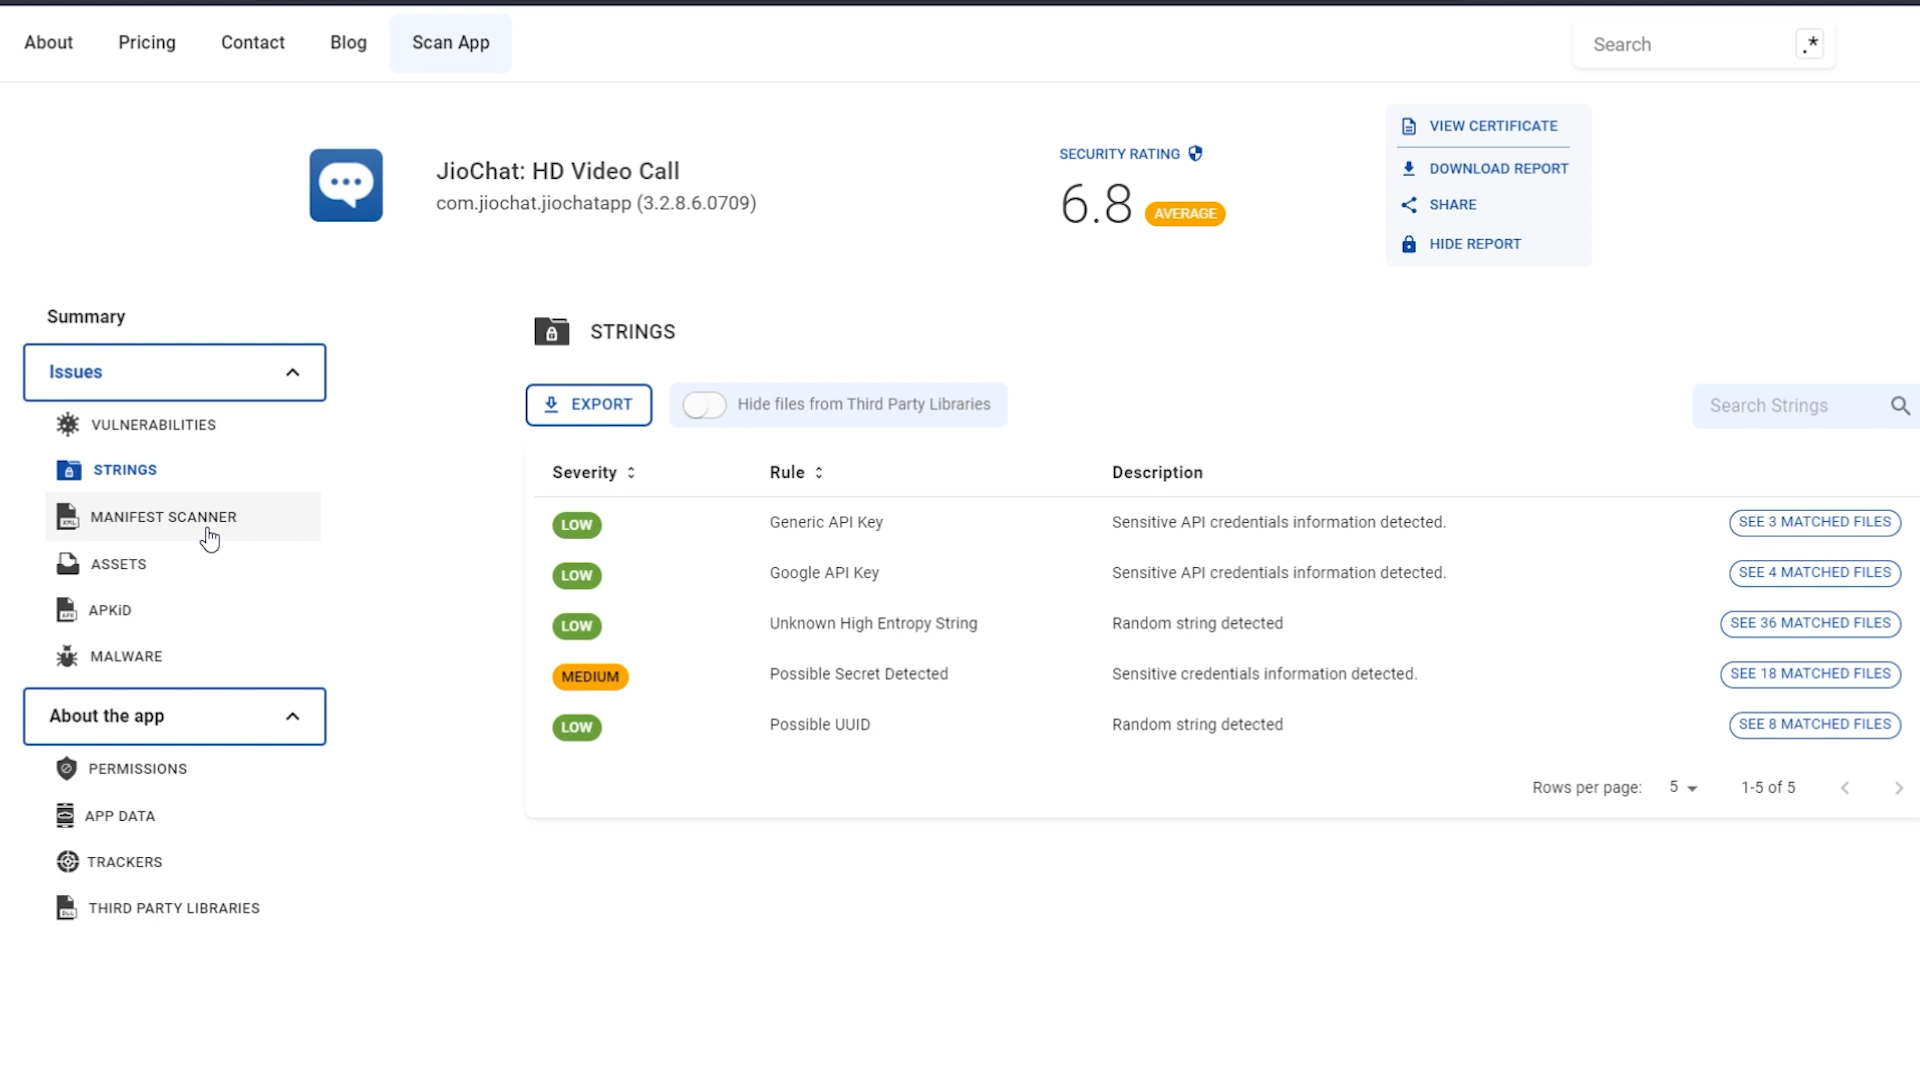 About Pricing Contact Blog Scan App Search .*
JioChat: HD Video Call
com.jiochat.jiochatapp (3.2.8.6.0709)
SECURITY RATING
6.8 AVERAGE
VIEW CERTIFICATE
DOWNLOAD REPORT
SHARE
HIDE REPORT
Summary
Issues
VULNERABILITIES
STRINGS
MANIFEST SCANNER
ASSETS
APKiD
MALWARE
About the app
PERMISSIONS
APP DATA
TRACKERS
THIRD PARTY LIBRARIES
STRINGS
EXPORT Hide files from Third Party Libraries Search Strings
Severity Rule Description
LOW Generic API Key Sensitive API credentials information detected. SEE 3 MATCHED FILES
LOW Google API Key Sensitive API credentials information detected. SEE 4 MATCHED FILES
LOW Unknown High Entropy String Random string detected SEE 36 MATCHED FILES
MEDIUM Possible Secret Detected Sensitive credentials information detected. SEE 18 MATCHED FILES
LOW Possible UUID Random string detected SEE 8 MATCHED FILES
Rows per page: 5 1-5 of 5